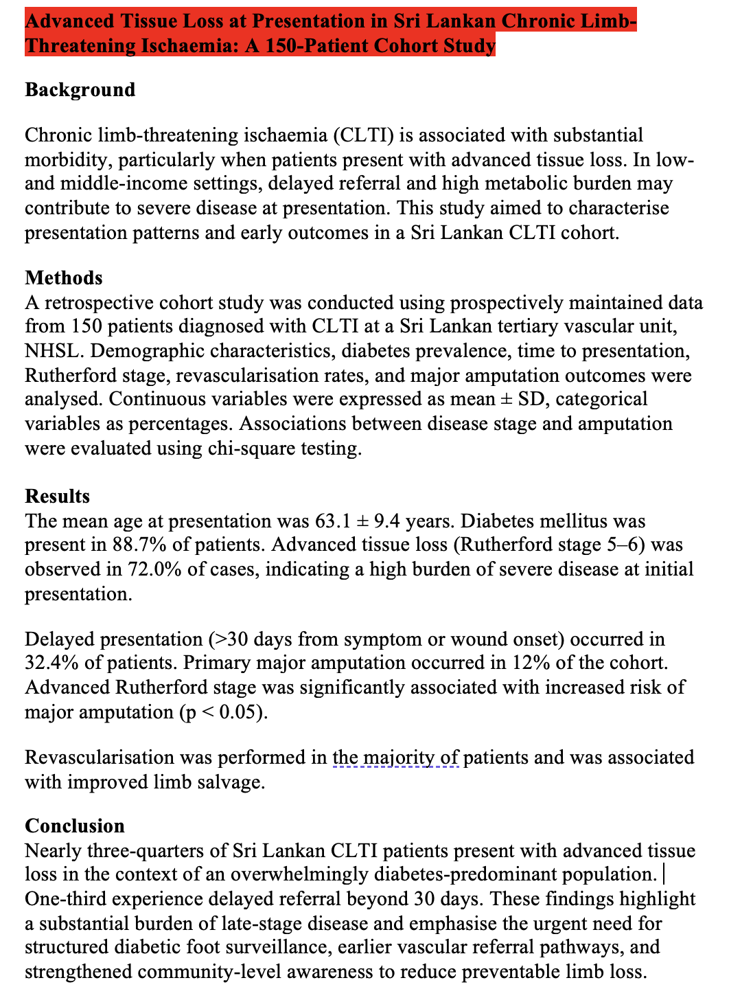 Advanced Tissue Loss at Presentation in Sri Lankan Chronic Limb-
Threatening Ischaemia: A 150-Patient Cohort Study
Background
Chronic limb-threatening ischaemia (CLTI) is associated with substantial
morbidity, particularly when patients present with advanced tissue loss. In low-
and middle-income settings, delayed referral and high metabolic burden may
contribute to severe disease at presentation. This study aimed to characterise
presentation patterns and early outcomes in a Sri Lankan CLTI cohort.
Methods
A retrospective cohort study was conducted using prospectively maintained data
from 150 patients diagnosed with CLTI at a Sri Lankan tertiary vascular unit,
NHSL. Demographic characteristics, diabetes prevalence, time to presentation,
Rutherford stage, revascularisation rates, and major amputation outcomes were
analysed. Continuous variables were expressed as mean ± SD, categorical
variables as percentages. Associations between disease stage and amputation
were evaluated using chi-square testing.
Results
The mean age at presentation was 63.1 ± 9.4 years. Diabetes mellitus was
present in 88.7% of patients. Advanced tissue loss (Rutherford stage 5–6) was
observed in 72.0% of cases, indicating a high burden of severe disease at initial
presentation.
Delayed presentation (>30 days from symptom or wound onset) occurred in
32.4% of patients. Primary major amputation occurred in 12% of the cohort.
Advanced Rutherford stage was significantly associated with increased risk of
major amputation (p < 0.05).
Revascularisation was performed in the majority of patients and was associated
with improved limb salvage.
Conclusion
Nearly three-quarters of Sri Lankan CLTI patients present with advanced tissue
loss in the context of an overwhelmingly diabetes-predominant population.
One-third experience delayed referral beyond 30 days. These findings highlight
a substantial burden of late-stage disease and emphasise the urgent need for
structured diabetic foot surveillance, earlier vascular referral pathways, and
strengthened community-level awareness to reduce preventable limb loss.